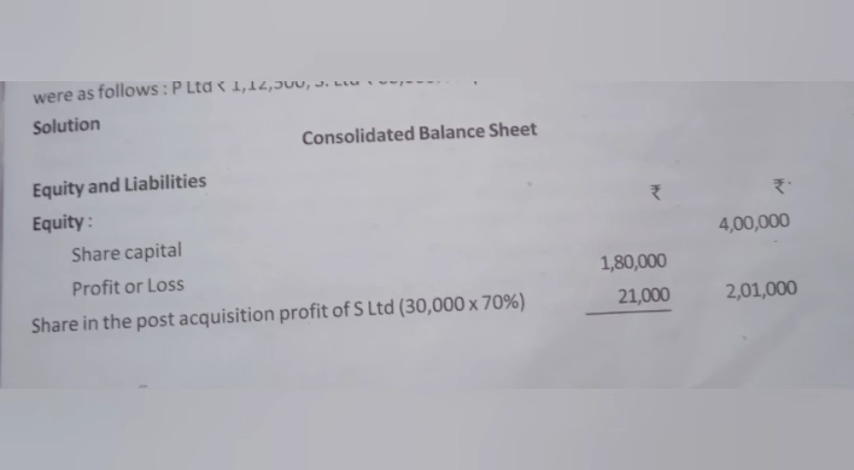 were as follows : P Ltd ₹ 1,12,500, S. Ltd ₹
Solution
Consolidated Balance Sheet
Equity and Liabilities
₹ ₹
Equity :
Share capital 4,00,000
Profit or Loss 1,80,000
Share in the post acquisition profit of S Ltd (30,000 x 70%) 21,000 2,01,000